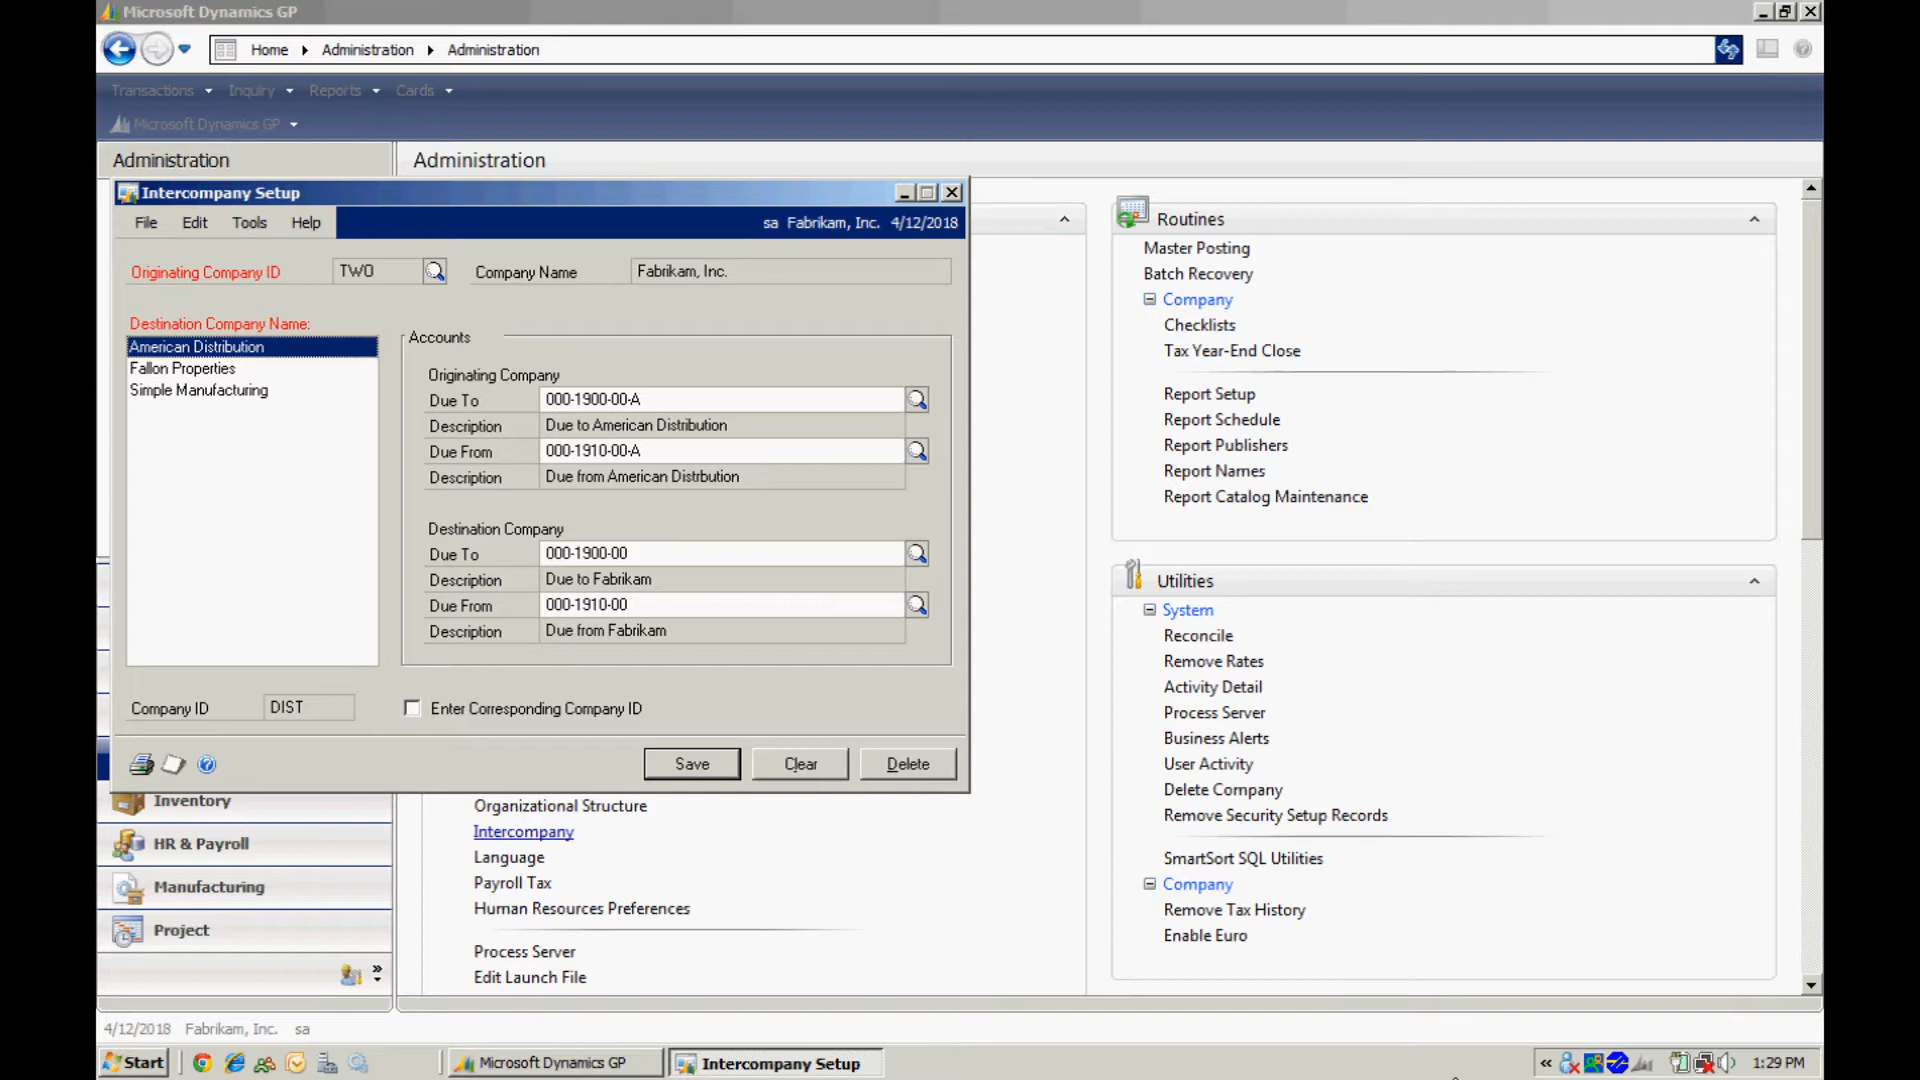 Microsoft Dynamics GP
Home Administration Administration
Transactions Inquiry Reports Cards
Microsoft Dynamics GP
Administration
Administration
Intercompany Setup
File Edit Tools Help
sa Fabrikam, Inc. 4/12/2018
Originating Company ID TWO Company Name Fabrikam, Inc.
Destination Company Name:
American Distribution
Fallon Properties
Simple Manufacturing
Accounts
Originating Company
Due To 000-1900-00-A
Description Due to American Distribution
Due From 000-1910-00-A
Description Due from American Distrbution
Destination Company
Due To 000-1900-00
Description Due to Fabrikam
Due From 000-1910-00
Description Due from Fabrikam
Company ID DIST Enter Corresponding Company ID
Save Clear Delete
Inventory
HR & Payroll
Manufacturing
Project
Organizational Structure
Intercompany
Language
Payroll Tax
Human Resources Preferences
Process Server
Edit Launch File
Routines
Master Posting
Batch Recovery
Company
Checklists
Tax Year-End Close
Report Setup
Report Schedule
Report Publishers
Report Names
Report Catalog Maintenance
Utilities
System
Reconcile
Remove Rates
Activity Detail
Process Server
Business Alerts
User Activity
Delete Company
Remove Security Setup Records
SmartSort SQL Utilities
Company
Remove Tax History
Enable Euro
4/12/2018 Fabrikam, Inc. sa
Start Microsoft Dynamics GP Intercompany Setup 1:29 PM